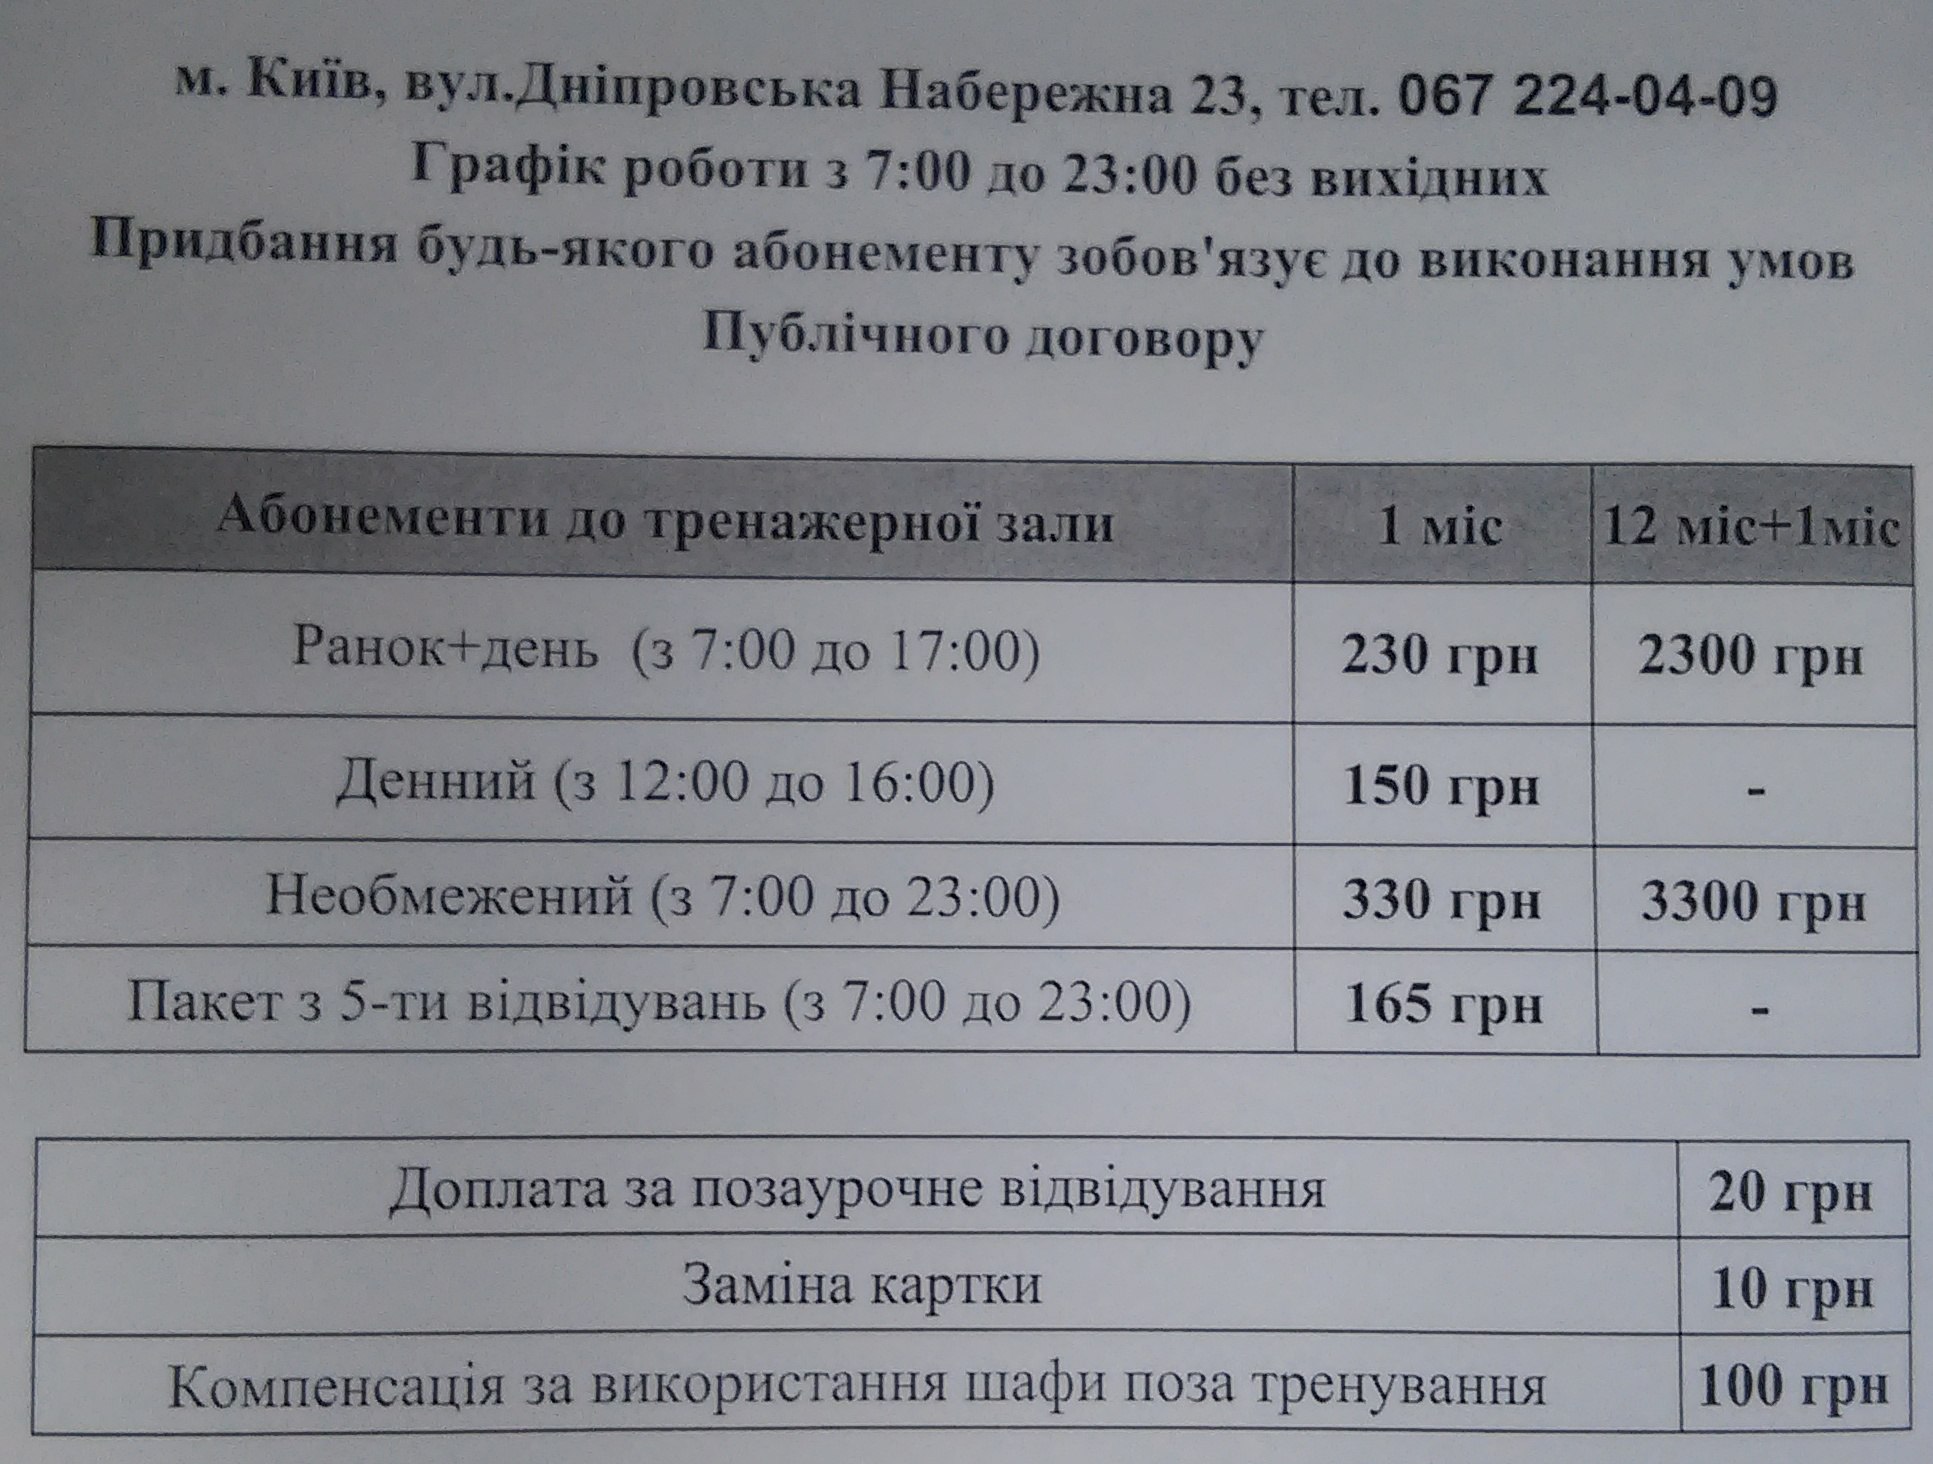 м. Київ, вул.Дніпровська Набережна 23, тел. 067 224-04-09
Графік роботи з 7:00 до 23:00 без вихідних
Придбання будь-якого абонементу зобов'язує до виконання умов
Публічного договору
Абонементи до тренажерної зали 1 міс 12 міс+1міс
Ранок+день (з 7:00 до 17:00) 230 грн 2300 грн
Денний (з 12:00 до 16:00) 150 грн -
Необмежений (з 7:00 до 23:00) 330 грн 3300 грн
Пакет з 5-ти відвідувань (з 7:00 до 23:00) 165 грн -
Доплата за позаурочне відвідування 20 грн
Заміна картки 10 грн
Компенсація за використання шафи поза тренування 100 грн